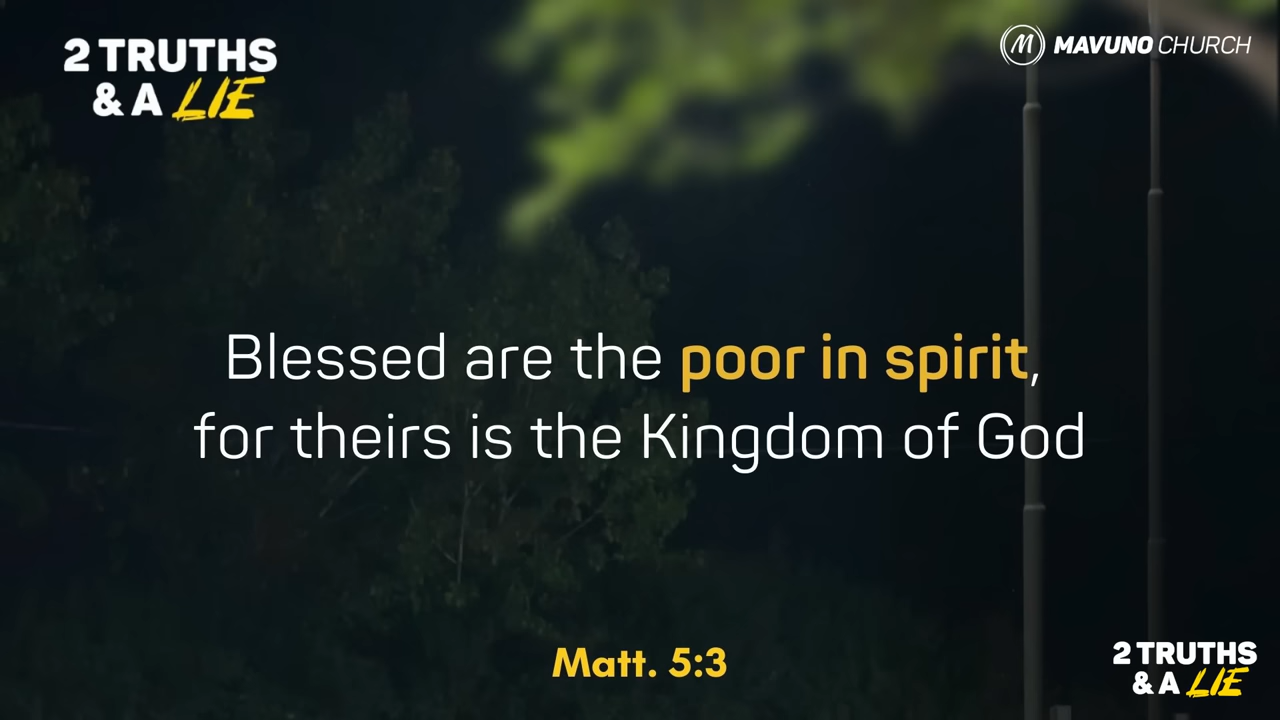 2 TRUTHS
& A LIE
M MAVUNO CHURCH
Blessed are the poor in spirit,
for theirs is the Kingdom of God
Matt. 5:3
2 TRUTHS
& A LIE